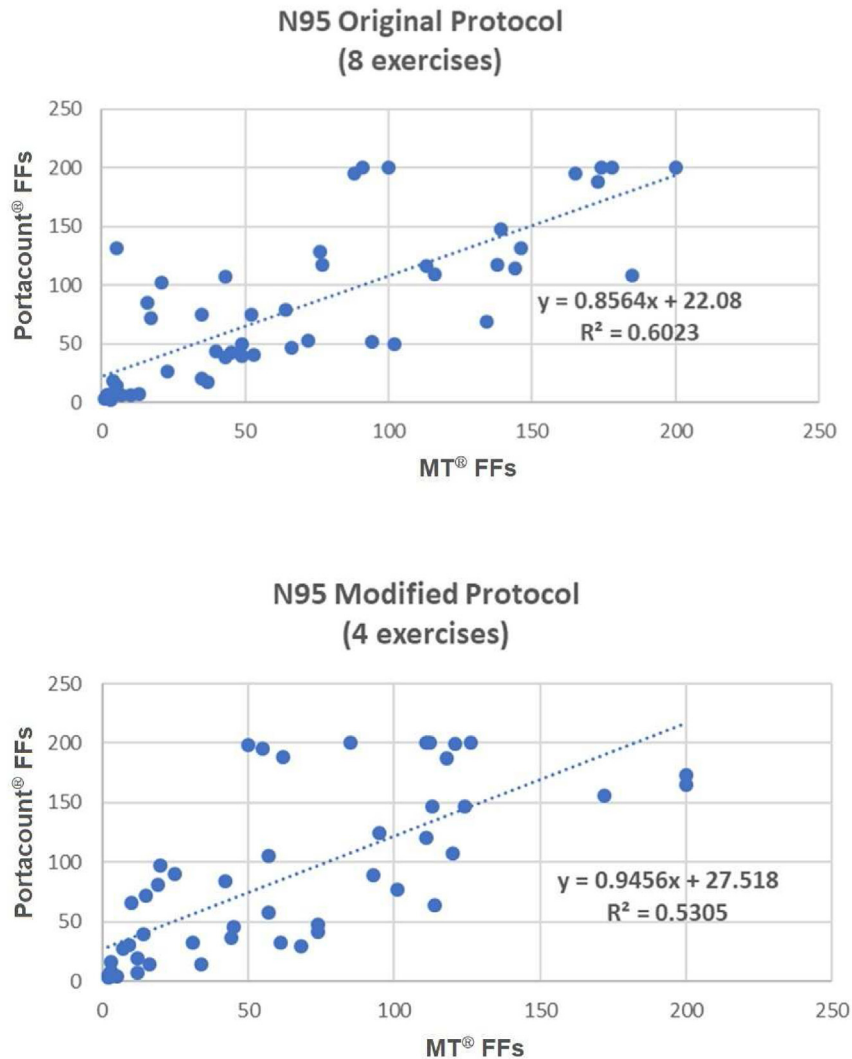 N95 Original Protocol
(8 exercises)
250
200
150
100
50
0
Portacount® FFs
y = 0.8564x + 22.08
R² = 0.6023
0 50 100 150 200 250
MT® FFs
N95 Modified Protocol
(4 exercises)
250
200
150
100
50
0
Portacount® FFs
y = 0.9456x + 27.518
R² = 0.5305
0 50 100 150 200 250
MT® FFs